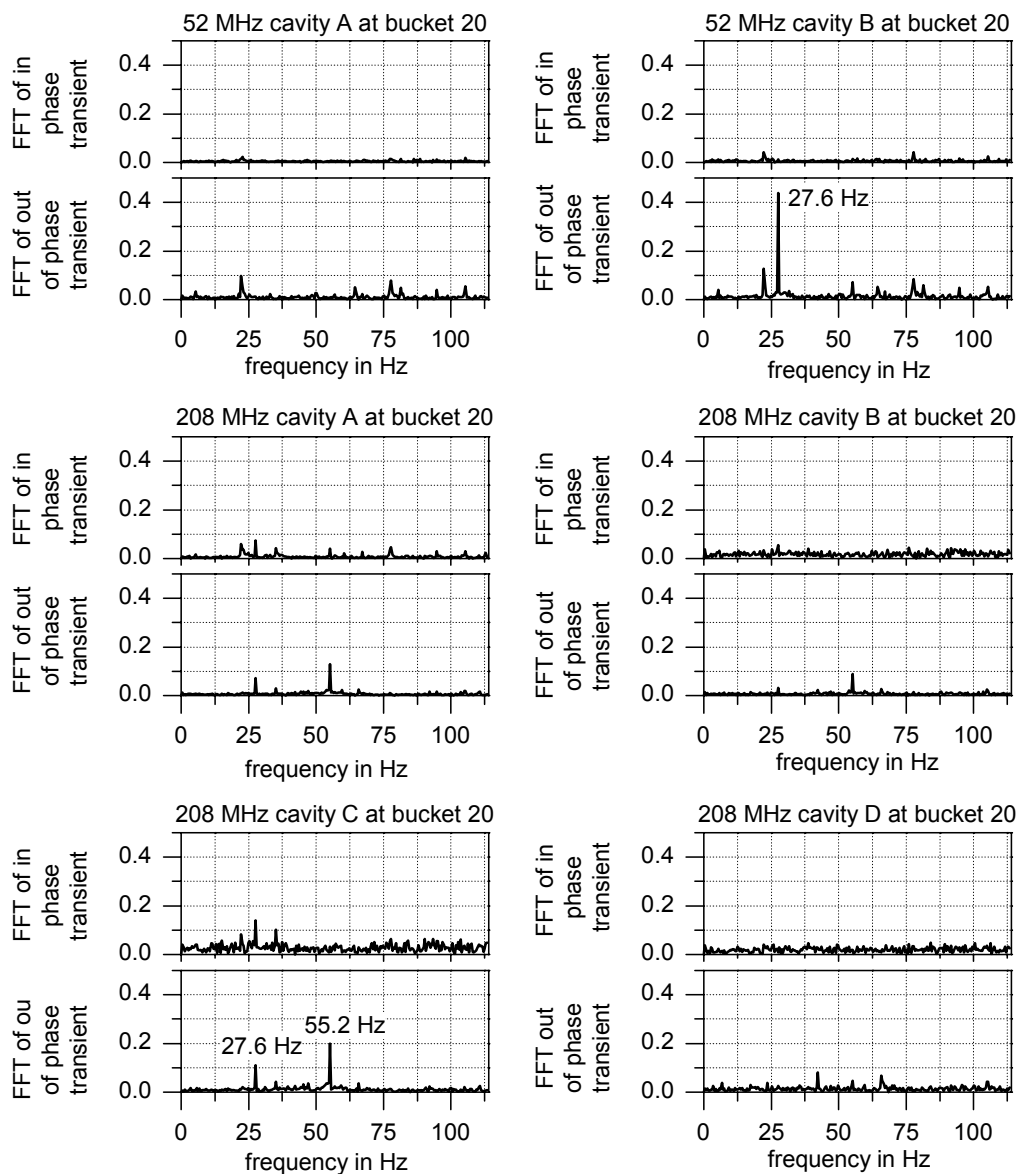 52 MHz cavity A at bucket 20
FFT of in
phase
transient
0.4
0.2
0.0
FFT of out
of phase
transient
0.4
0.2
0.0
0 25 50 75 100
frequency in Hz
52 MHz cavity B at bucket 20
FFT of in
phase
transient
0.4
0.2
0.0
FFT of out
of phase
transient
0.4
0.2
0.0
27.6 Hz
0 25 50 75 100
frequency in Hz
208 MHz cavity A at bucket 20
FFT of in
phase
transient
0.4
0.2
0.0
FFT of out
of phase
transient
0.4
0.2
0.0
0 25 50 75 100
frequency in Hz
208 MHz cavity B at bucket 20
FFT of in
phase
transient
0.4
0.2
0.0
FFT of out
of phase
transient
0.4
0.2
0.0
0 25 50 75 100
frequency in Hz
208 MHz cavity C at bucket 20
FFT of in
phase
transient
0.4
0.2
0.0
FFT of ou
of phase
transient
0.4
0.2
0.0
27.6 Hz
55.2 Hz
0 25 50 75 100
frequency in Hz
208 MHz cavity D at bucket 20
FFT of in
phase
transient
0.4
0.2
0.0
FFT out
of phase
transient
0.4
0.2
0.0
0 25 50 75 100
frequency in Hz